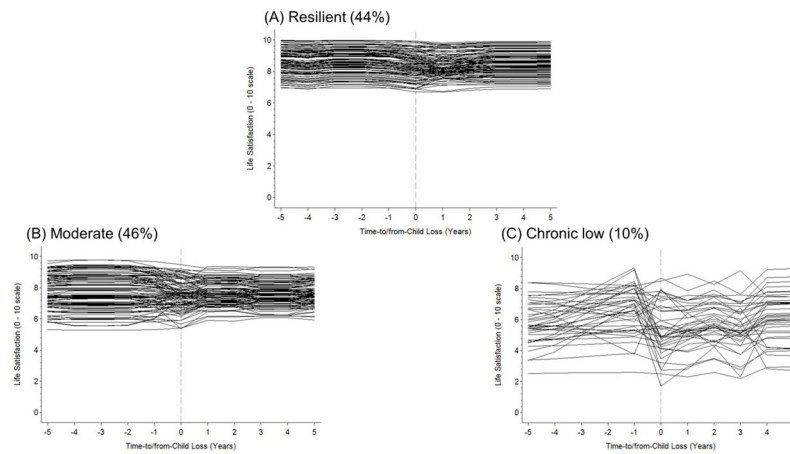 (A) Resilient (44%)
Life Satisfaction (0 - 10 scale)
10
8
6
4
2
0
-5 -4 -3 -2 -1 0 1 2 3 4 5
Time-to/from-Child Loss (Years)
(B) Moderate (46%)
Life Satisfaction (0 - 10 scale)
10
8
6
4
2
0
-5 -4 -3 -2 -1 0 1 2 3 4 5
Time-to/from-Child Loss (Years)
(C) Chronic low (10%)
Life Satisfaction (0 - 10 scale)
10
8
6
4
2
0
-5 -4 -3 -2 -1 0 1 2 3 4
Time-to/from-Child Loss (Years)